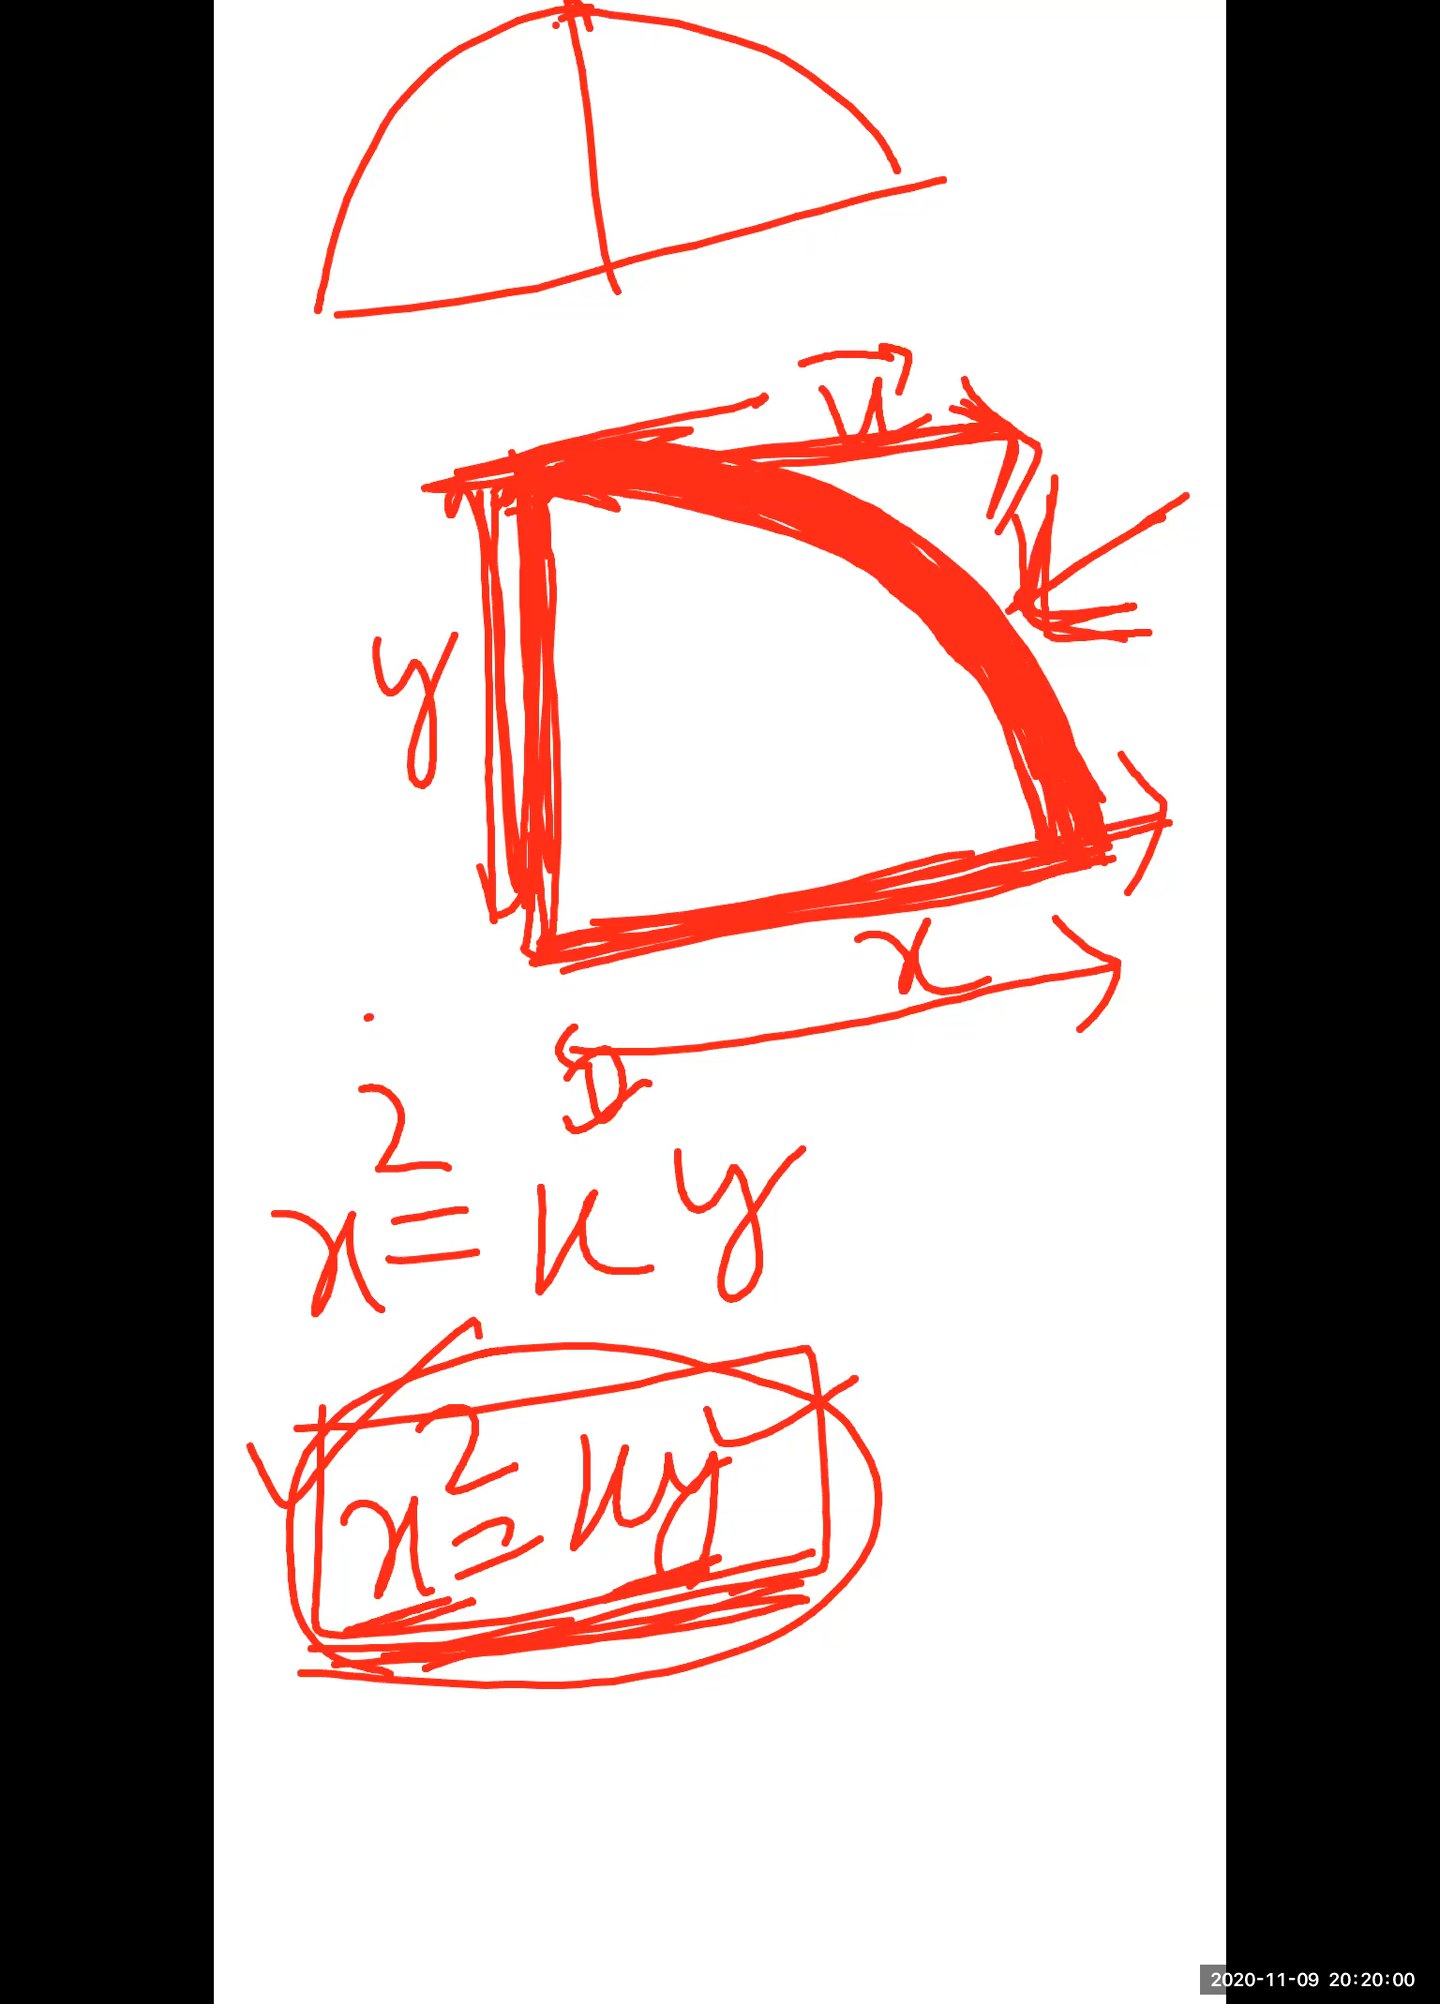 u
y
x
x² = ky
x² = ky
2020-11-09 20:20:00